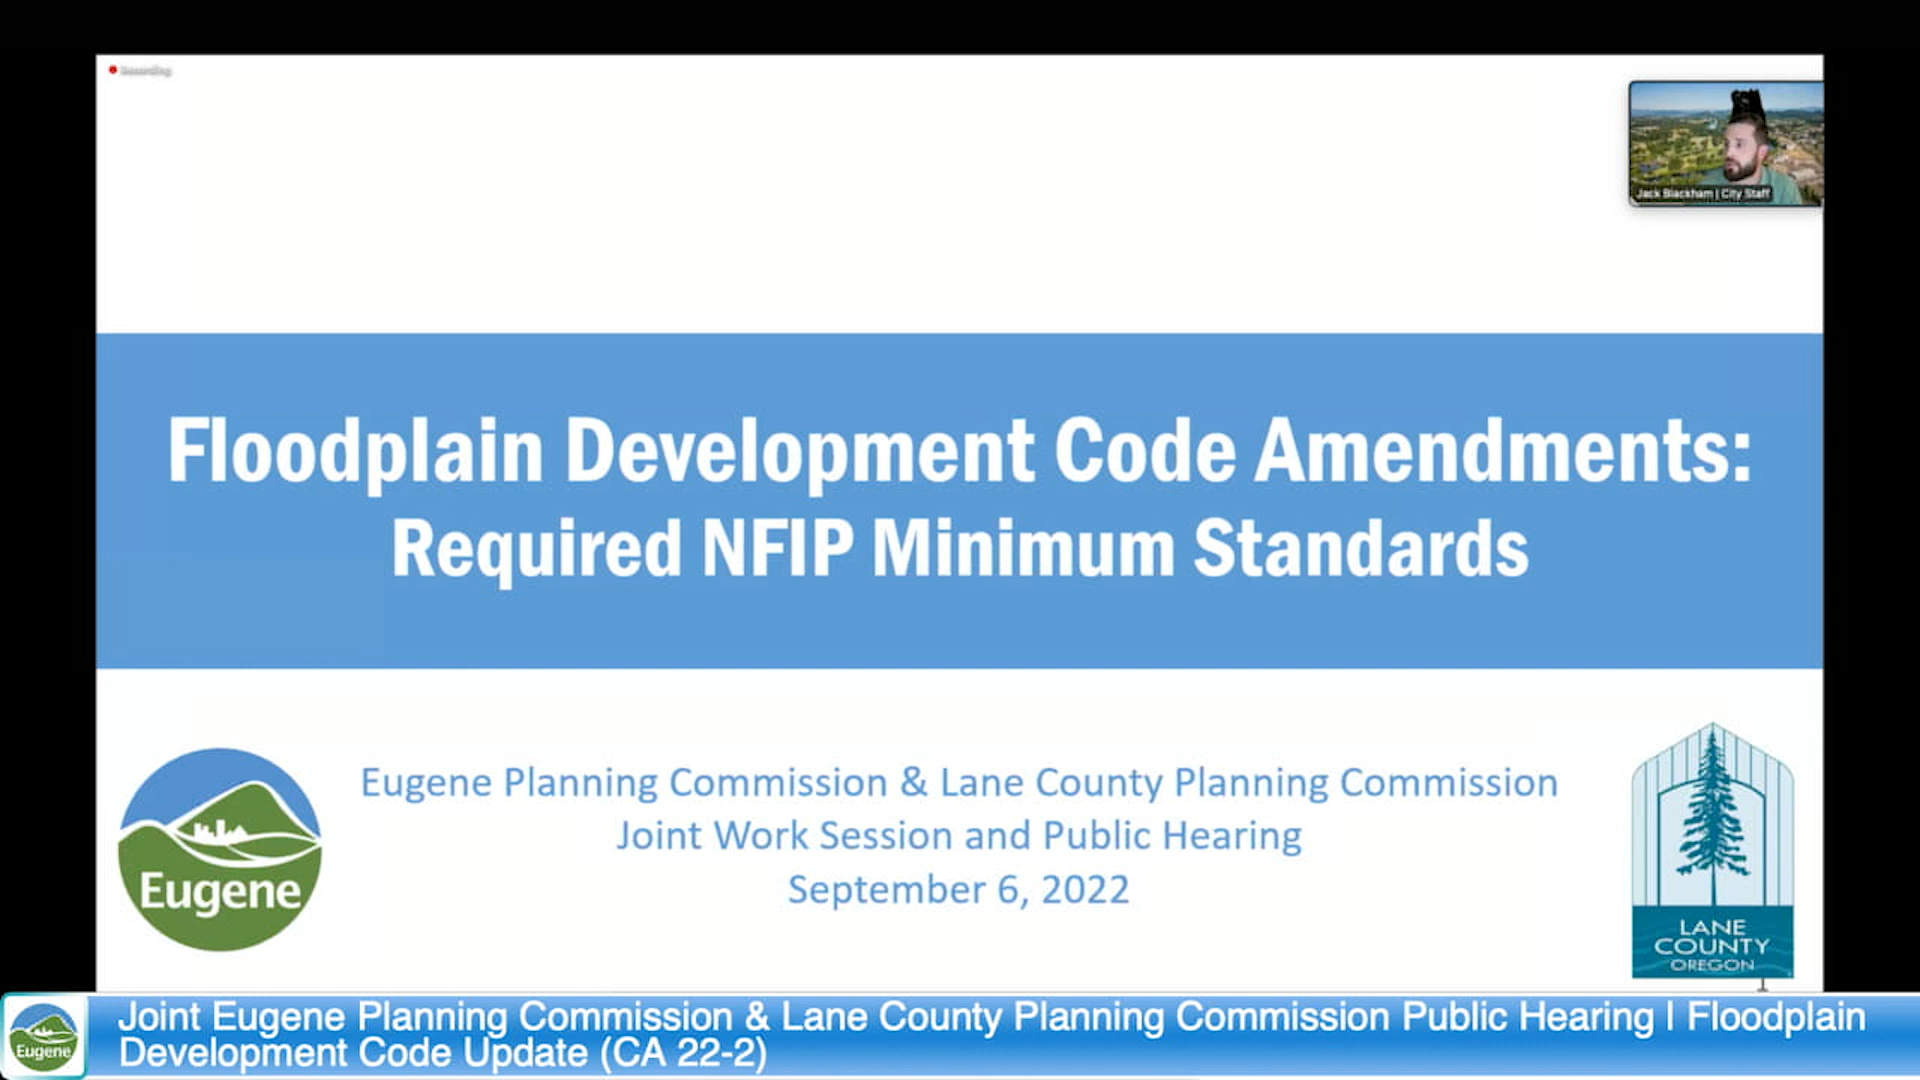 Recording
Jack Blackham | City Staff
Floodplain Development Code Amendments:
Required NFIP Minimum Standards
Eugene
Eugene Planning Commission & Lane County Planning Commission
Joint Work Session and Public Hearing
September 6, 2022
LANE
COUNTY
OREGON
Eugene
Joint Eugene Planning Commission & Lane County Planning Commission Public Hearing | Floodplain
Development Code Update (CA 22-2)